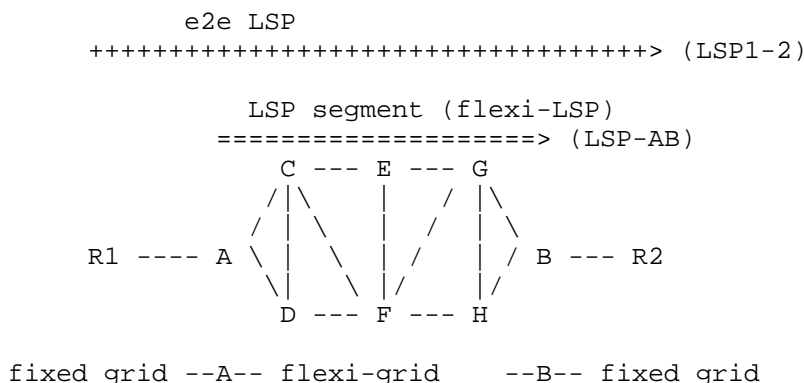 e2e LSP
++++++++++++++++++++++++++++++++++++> (LSP1-2)
LSP segment (flexi-LSP)
====================> (LSP-AB)
C --- E --- G
/|\ | / |\
/ | \ | / | \
R1 ---- A \ | \ | / | / B --- R2
\| \ |/ |/
D --- F --- H
fixed grid --A-- flexi-grid --B-- fixed grid